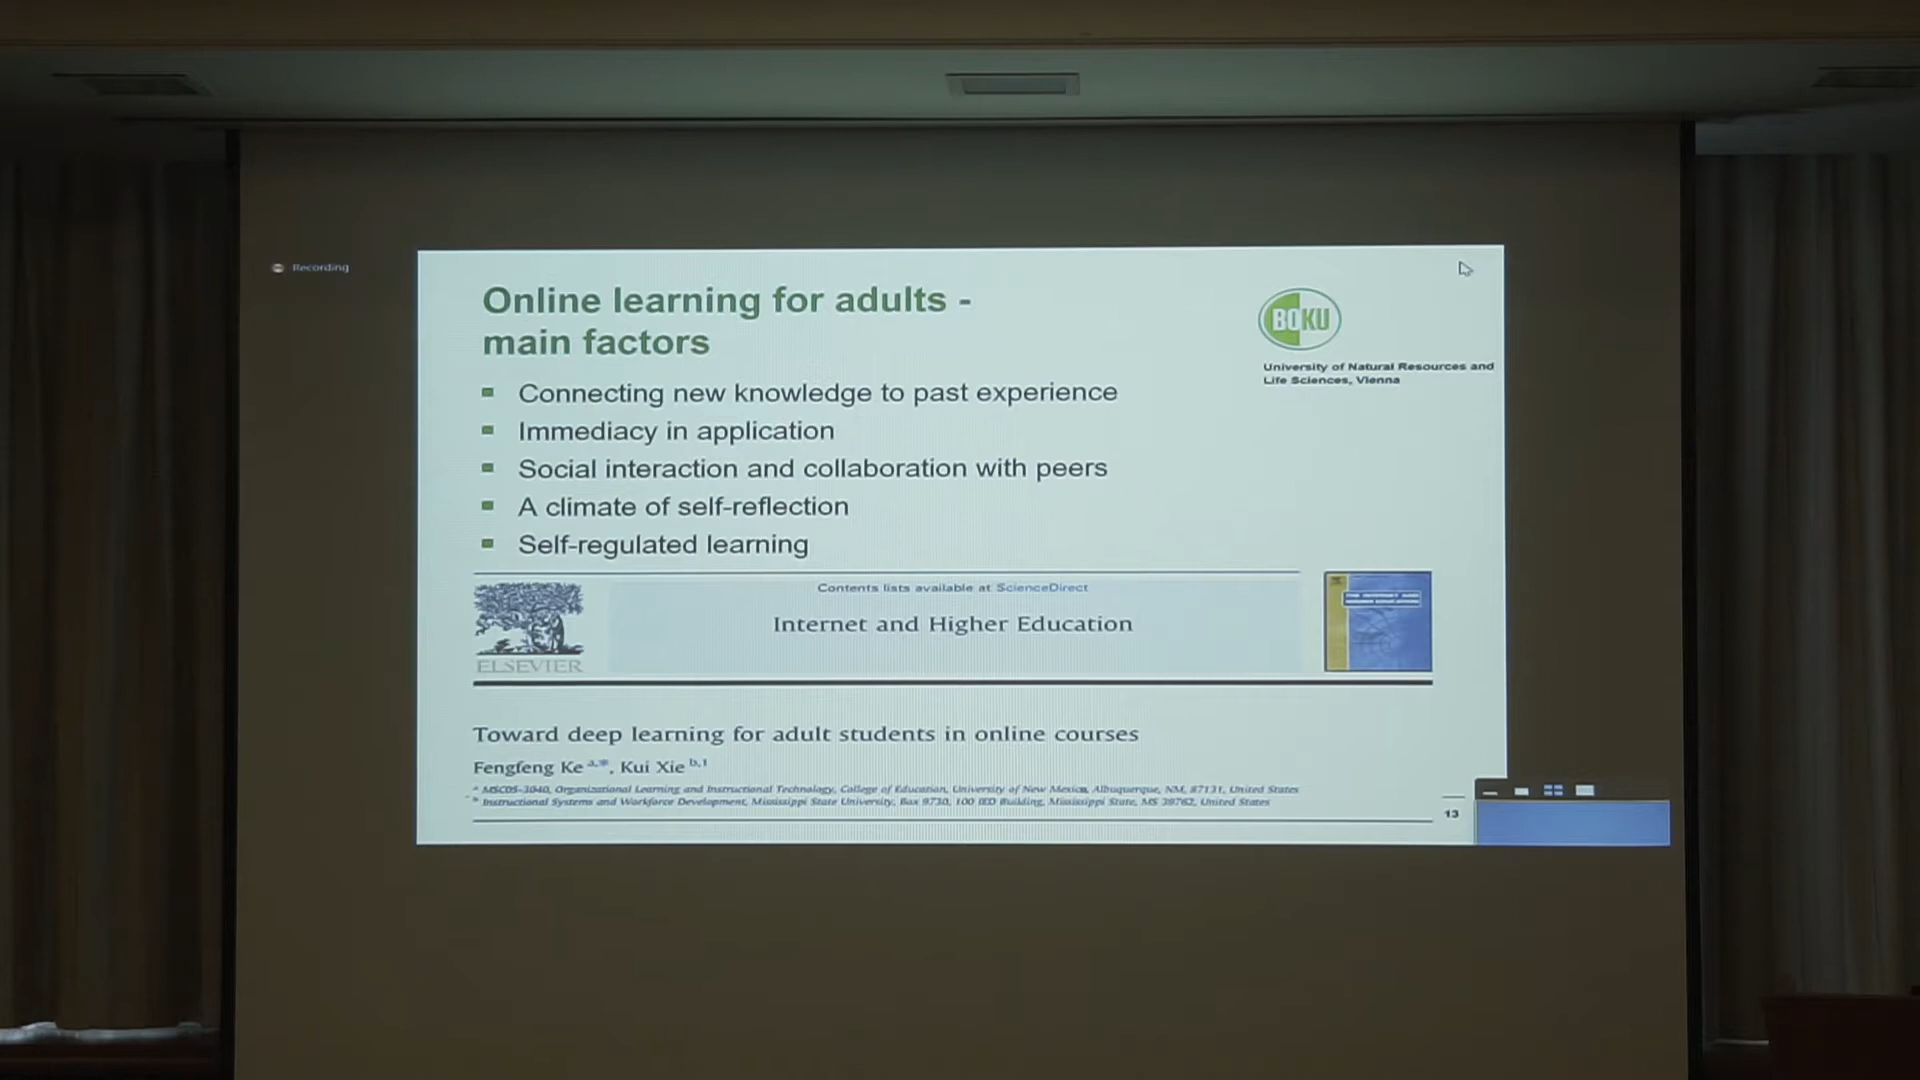 Recording
Online learning for adults -
main factors
BOKU
University of Natural Resources and
Life Sciences, Vienna
Connecting new knowledge to past experience
Immediacy in application
Social interaction and collaboration with peers
A climate of self-reflection
Self-regulated learning
ELSEVIER
Contents lists available at ScienceDirect
Internet and Higher Education
Toward deep learning for adult students in online courses
Fengfeng Ke a,*, Kui Xie b,1
a MSC05-3040, Organizational Learning and Instructional Technology, College of Education, University of New Mexico, Albuquerque, NM, 87131, United States
b Instructional Systems and Workforce Development, Mississippi State University, Box 9730, 100 IED Building, Mississippi State, MS 39762, United States
13